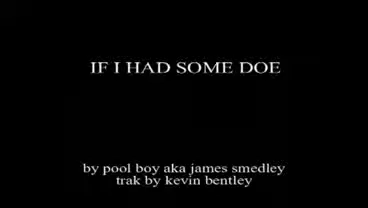 IF I HAD SOME DOE
by pool boy aka james smedley
trak by kevin bentley